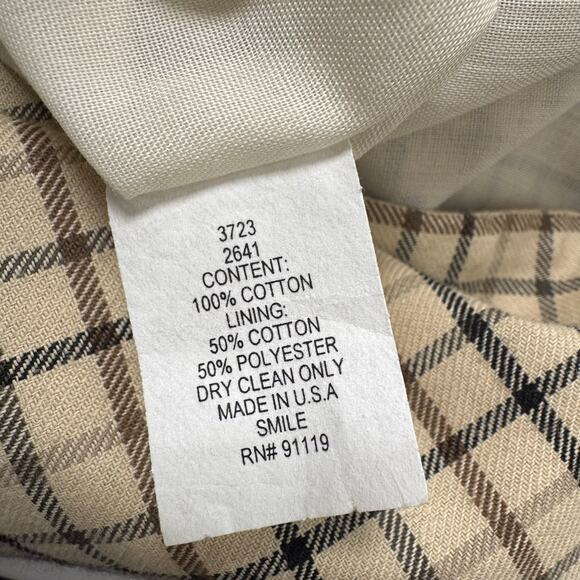 3723
2641
CONTENT:
100% COTTON
LINING:
50% COTTON
50% POLYESTER
DRY CLEAN ONLY
MADE IN U.S.A
SMILE
RN# 91119